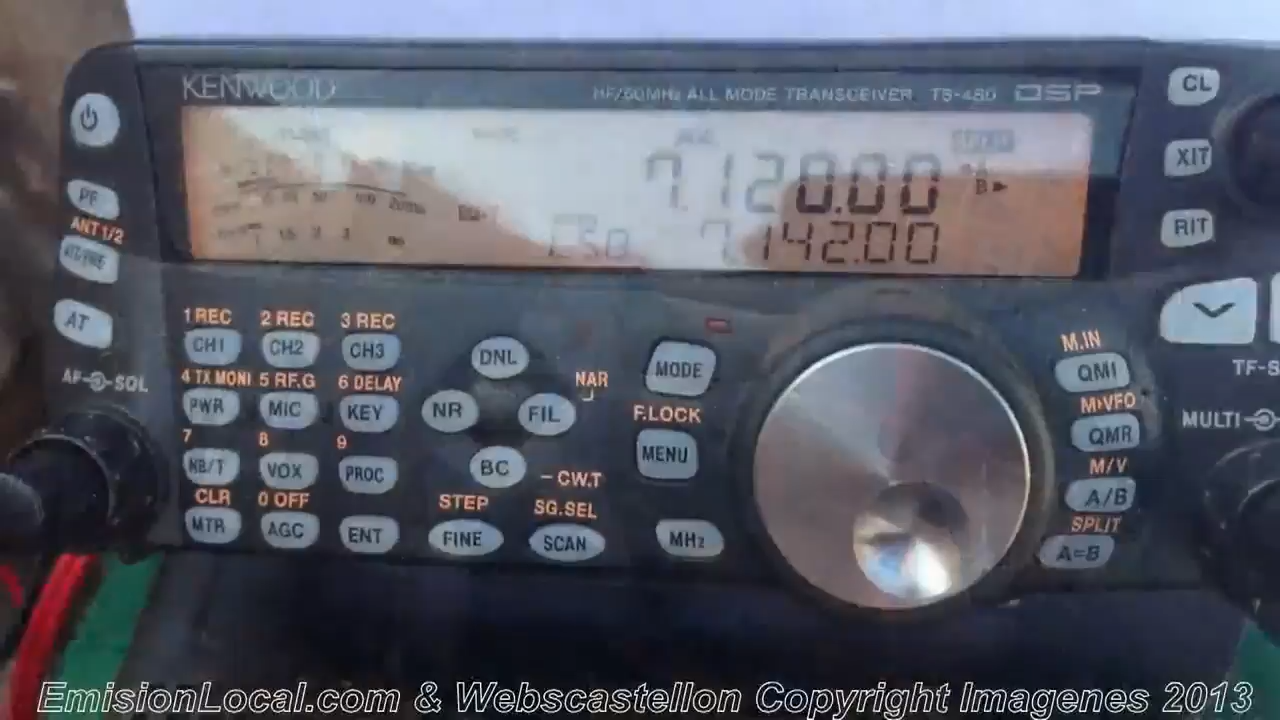 KENWOOD
HF/50MHz ALL MODE TRANSCEIVER TS-480 DSP
CL
XIT
RIT
PF
ANT 1/2
ATT/PRE
AT
AF SQL
7.120.00
B
7.142.00
1 REC 2 REC 3 REC
CH1 CH2 CH3
4 TX MONI 5 RF.G 6 DELAY
PWR MIC KEY
7 8 9
NB/T VOX PROC
CLR 0 OFF
MTR AGC ENT
DNL
NR FIL
NAR
BC
CW.T
STEP SG.SEL
FINE SCAN
MODE
F.LOCK
MENU
MHz
M.IN
QMI
M▸VFO
QMR
M/V
A/B
SPLIT
A=B
TF-S
MULTI
EmisionLocal.com & Webscastellon Copyright Imagenes 2013